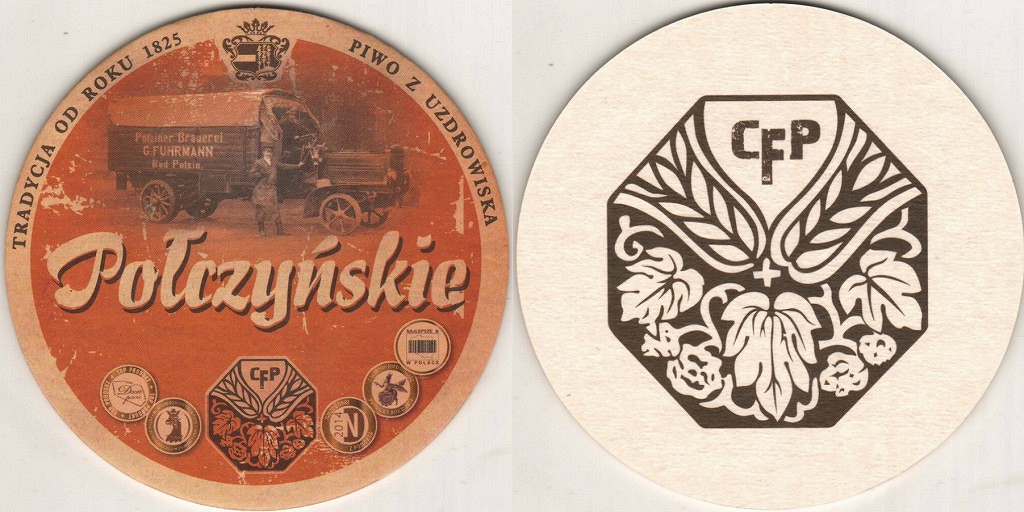 TRADYCJA OD ROKU 1825
PIWO Z UZDROWISKA
Polziner Brauerei
G. FUHRMANN
Bad Polzin
Połczyńskie
W POLSCE
CFP
2014
N
CFP